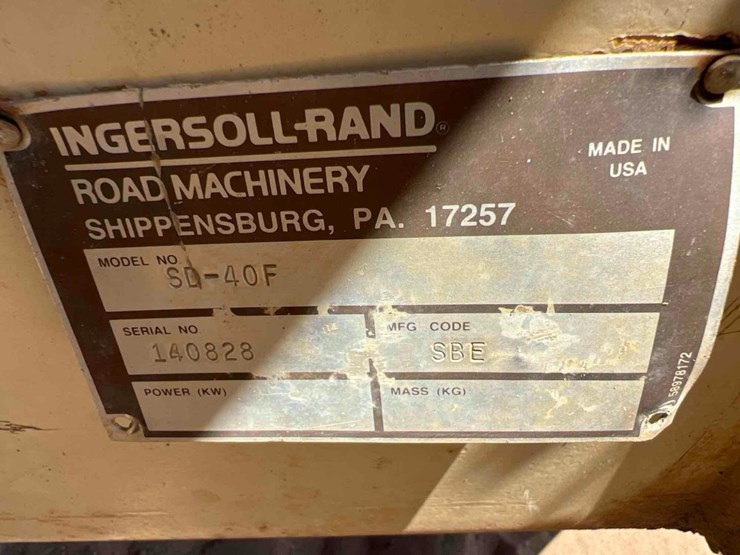 INGERSOLL-RAND®
ROAD MACHINERY
SHIPPENSBURG, PA. 17257
MADE IN
USA
MODEL NO
SD-40F
SERIAL NO
140828
MFG CODE
SBE
POWER (KW)
MASS (KG)
58978172